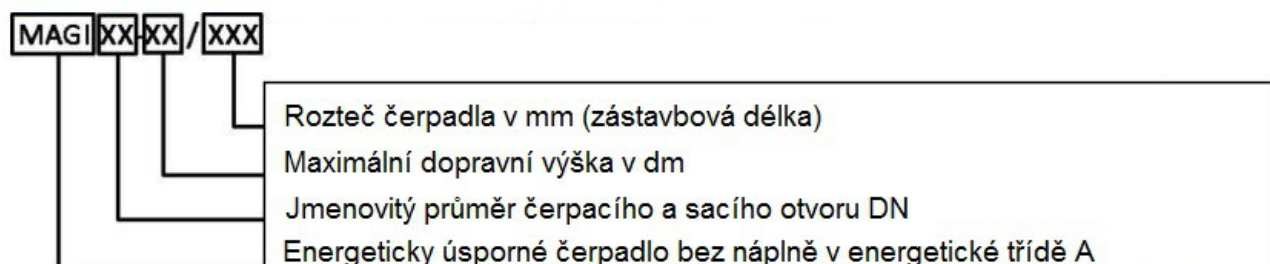 MAGI XX-XX / XXX
Rozteč čerpadla v mm (zástavbová délka)
Maximální dopravní výška v dm
Jmenovitý průměr čerpacího a sacího otvoru DN
Energeticky úsporné čerpadlo bez náplně v energetické třídě A